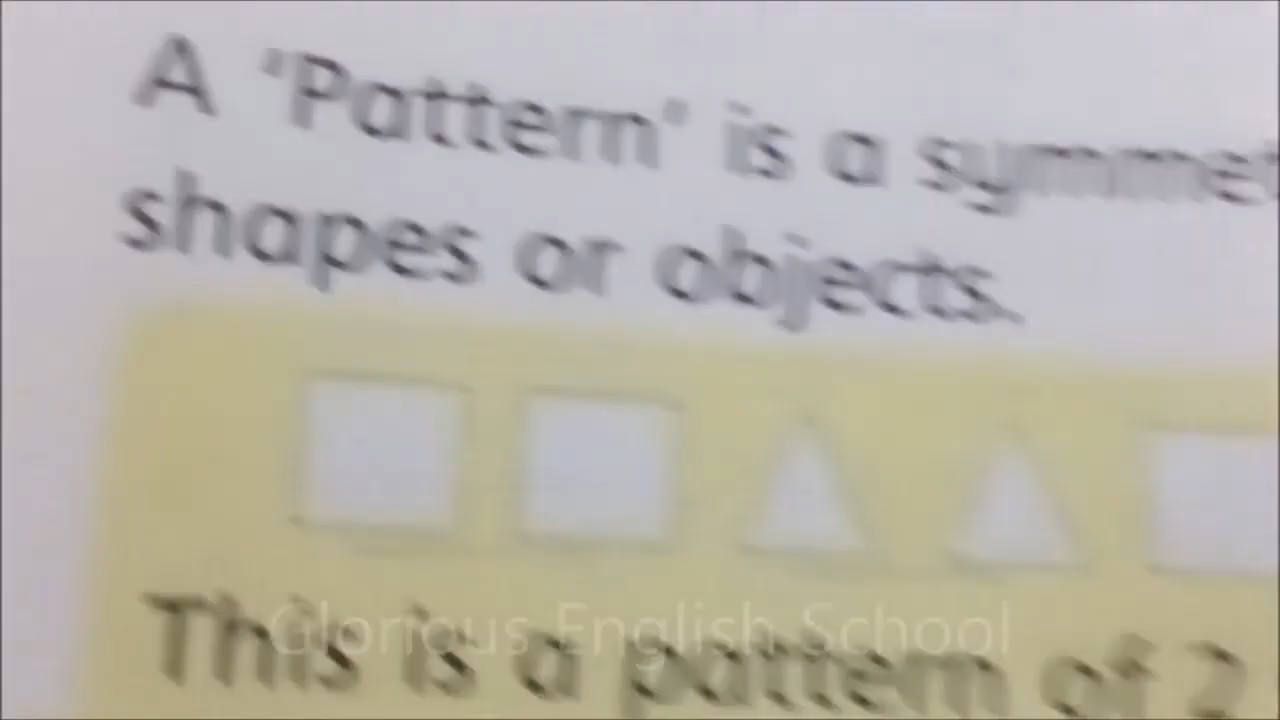 A 'Pattern' is a
shapes or objects.
This is a pattern of 2
Glorious English School